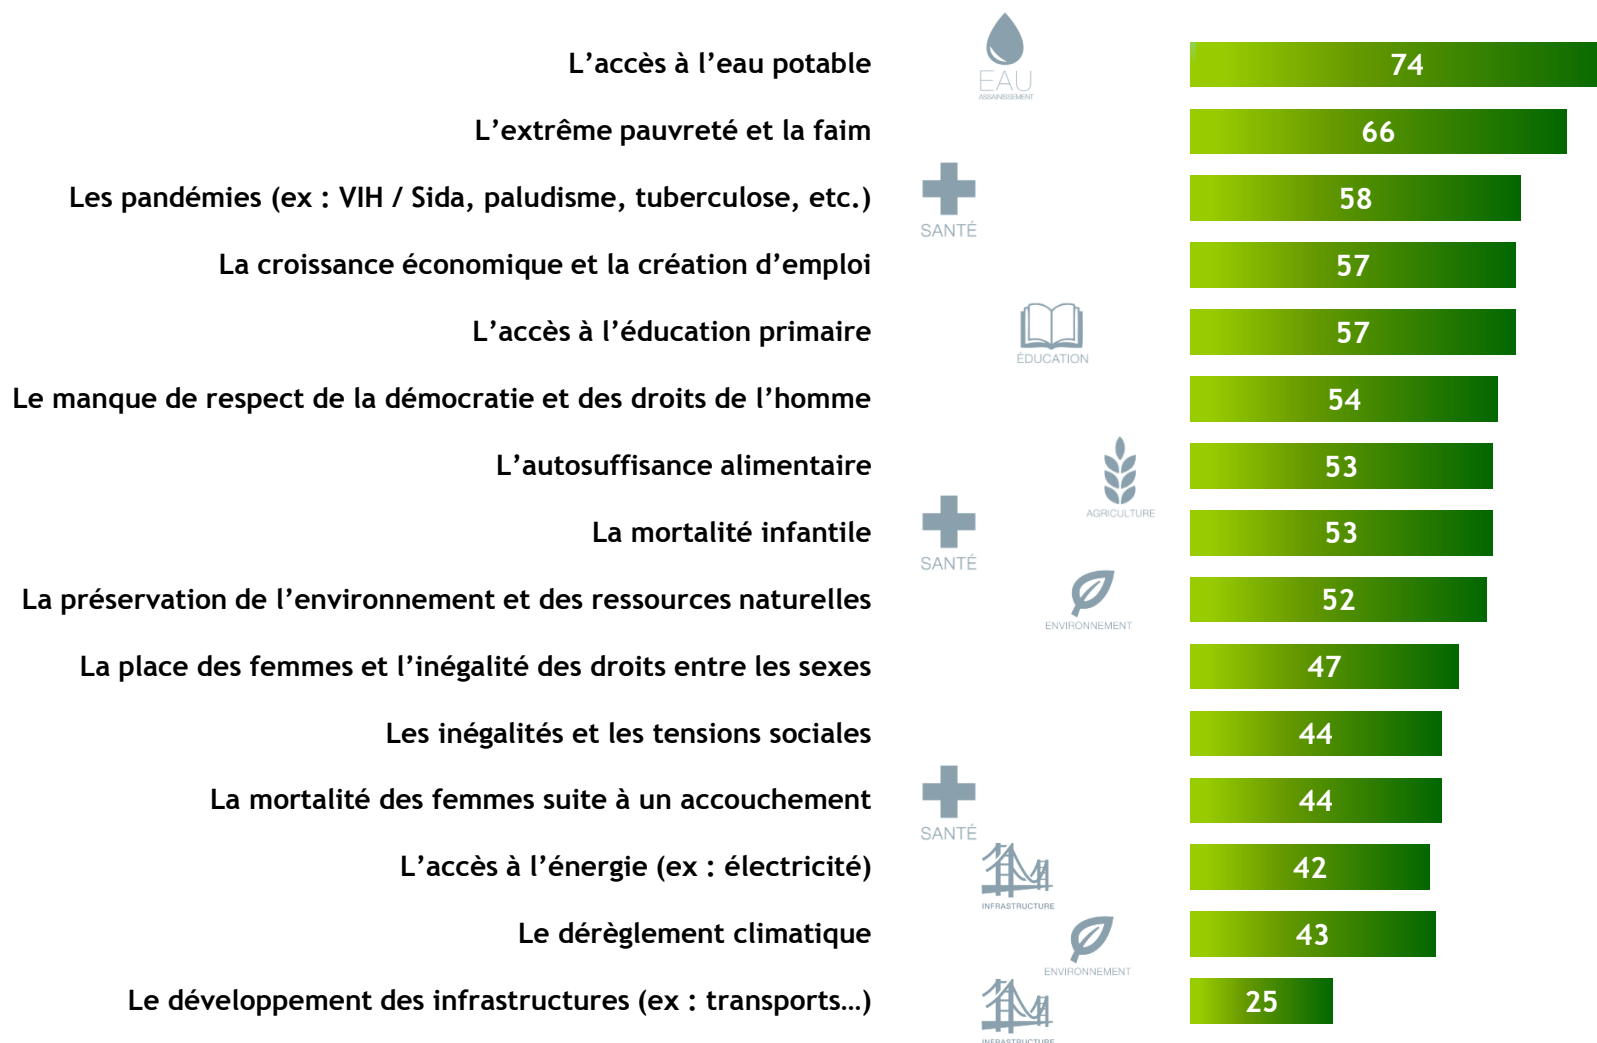 L’accès à l’eau potable
EAU
ASSAINISSEMENT
74
L’extrême pauvreté et la faim
66
Les pandémies (ex : VIH / Sida, paludisme, tuberculose, etc.)
SANTÉ
58
La croissance économique et la création d’emploi
57
L’accès à l’éducation primaire
ÉDUCATION
57
Le manque de respect de la démocratie et des droits de l’homme
54
L’autosuffisance alimentaire
AGRICULTURE
53
La mortalité infantile
SANTÉ
53
La préservation de l’environnement et des ressources naturelles
ENVIRONNEMENT
52
La place des femmes et l’inégalité des droits entre les sexes
47
Les inégalités et les tensions sociales
44
La mortalité des femmes suite à un accouchement
SANTÉ
44
L’accès à l’énergie (ex : électricité)
INFRASTRUCTURE
42
Le dérèglement climatique
ENVIRONNEMENT
43
Le développement des infrastructures (ex : transports…)
INFRASTRUCTURE
25